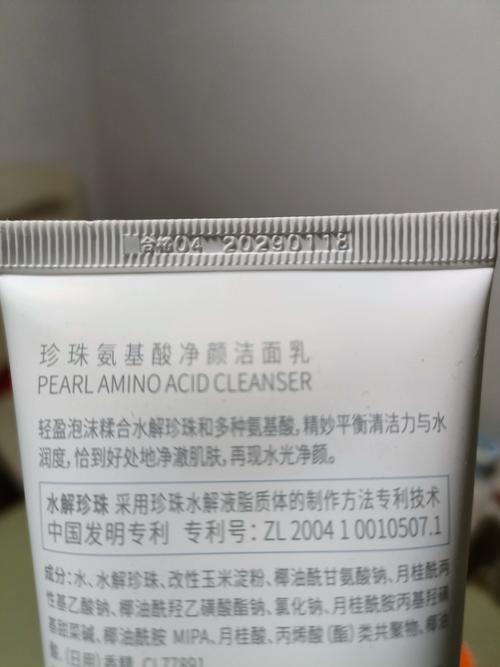 合格04 20290118
珍珠氨基酸净颜洁面乳
PEARL AMINO ACID CLEANSER
轻盈泡沫糅合水解珍珠和多种氨基酸,精妙平衡清洁力与水
润度,恰到好处地净澈肌肤,再现水光净颜。
水解珍珠 采用珍珠水解液脂质体的制作方法专利技术
中国发明专利 专利号:ZL 2004 1 0010507.1
成分:水、水解珍珠、改性玉米淀粉、椰油酰甘氨酸钠、月桂酰两
性基乙酸钠、椰油酰羟乙磺酸酯钠、氯化钠、月桂酰胺丙基羟磺
基甜菜碱、椰油酰胺 MIPA、月桂酸、丙烯酸(酯)类共聚物、椰油
酸、(日用)香精、CI 77891